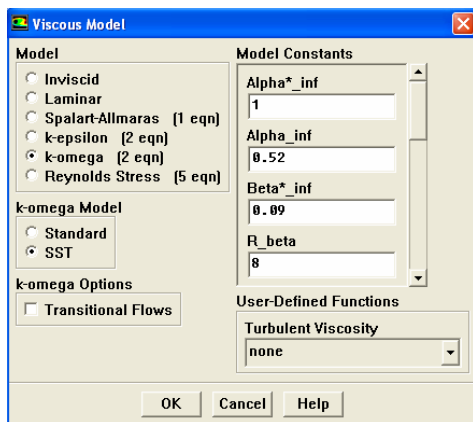 Viscous Model
Model
Inviscid
Laminar
Spalart-Allmaras (1 eqn)
k-epsilon (2 eqn)
k-omega (2 eqn)
Reynolds Stress (5 eqn)
k-omega Model
Standard
SST
k-omega Options
Transitional Flows
Model Constants
Alpha*_inf
1
Alpha_inf
0.52
Beta*_inf
0.09
R_beta
8
User-Defined Functions
Turbulent Viscosity
none
OK Cancel Help